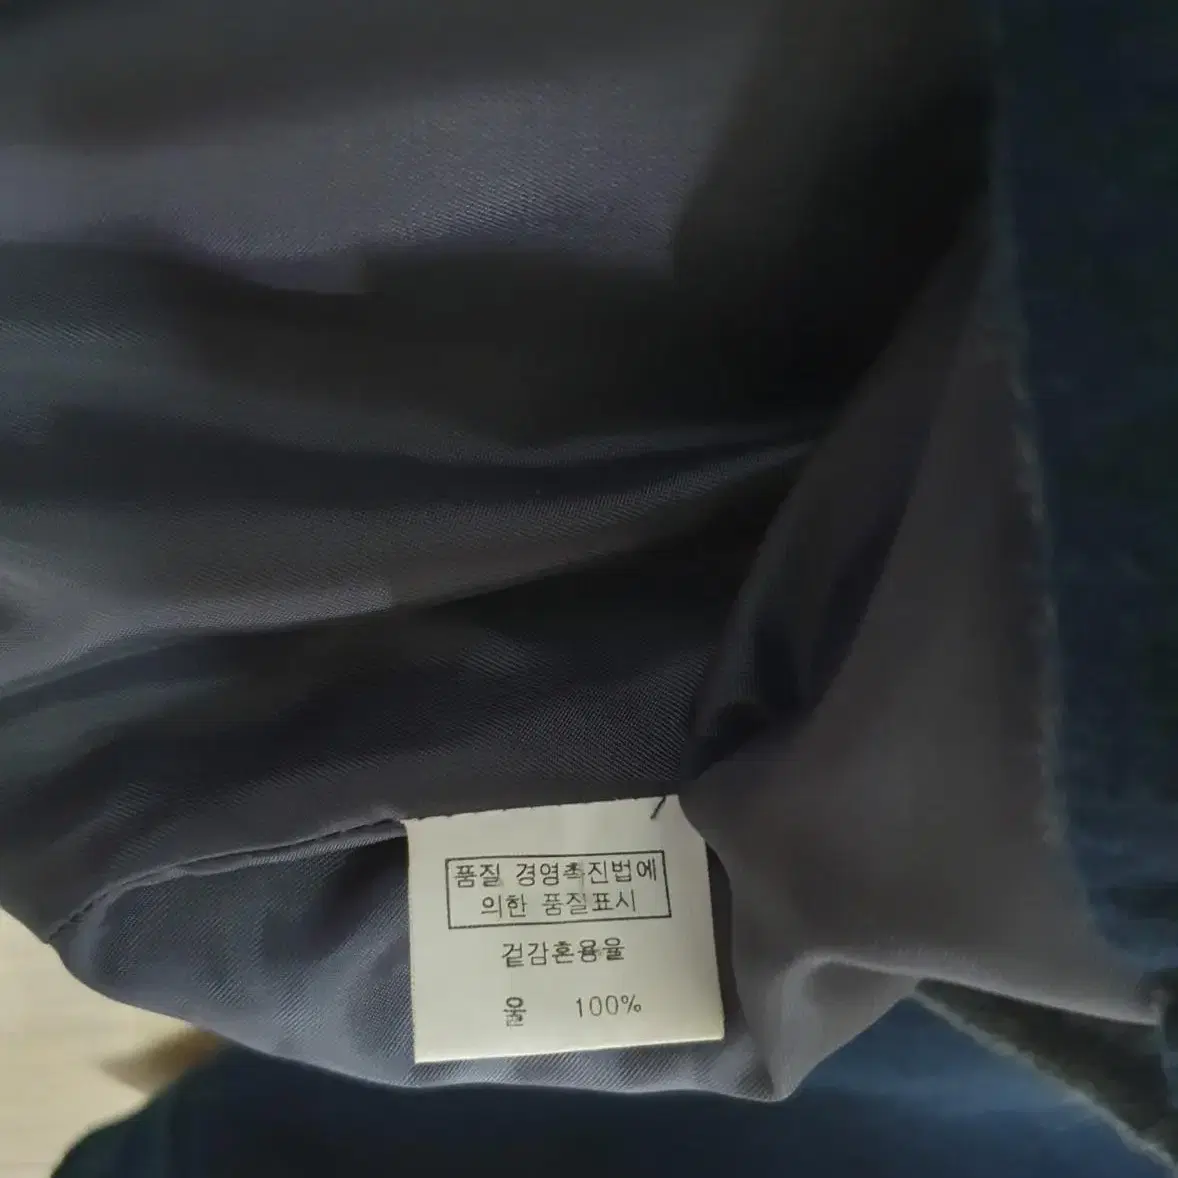 품질 경영촉진법에
의한 품질표시
겉감혼용율
울 100%